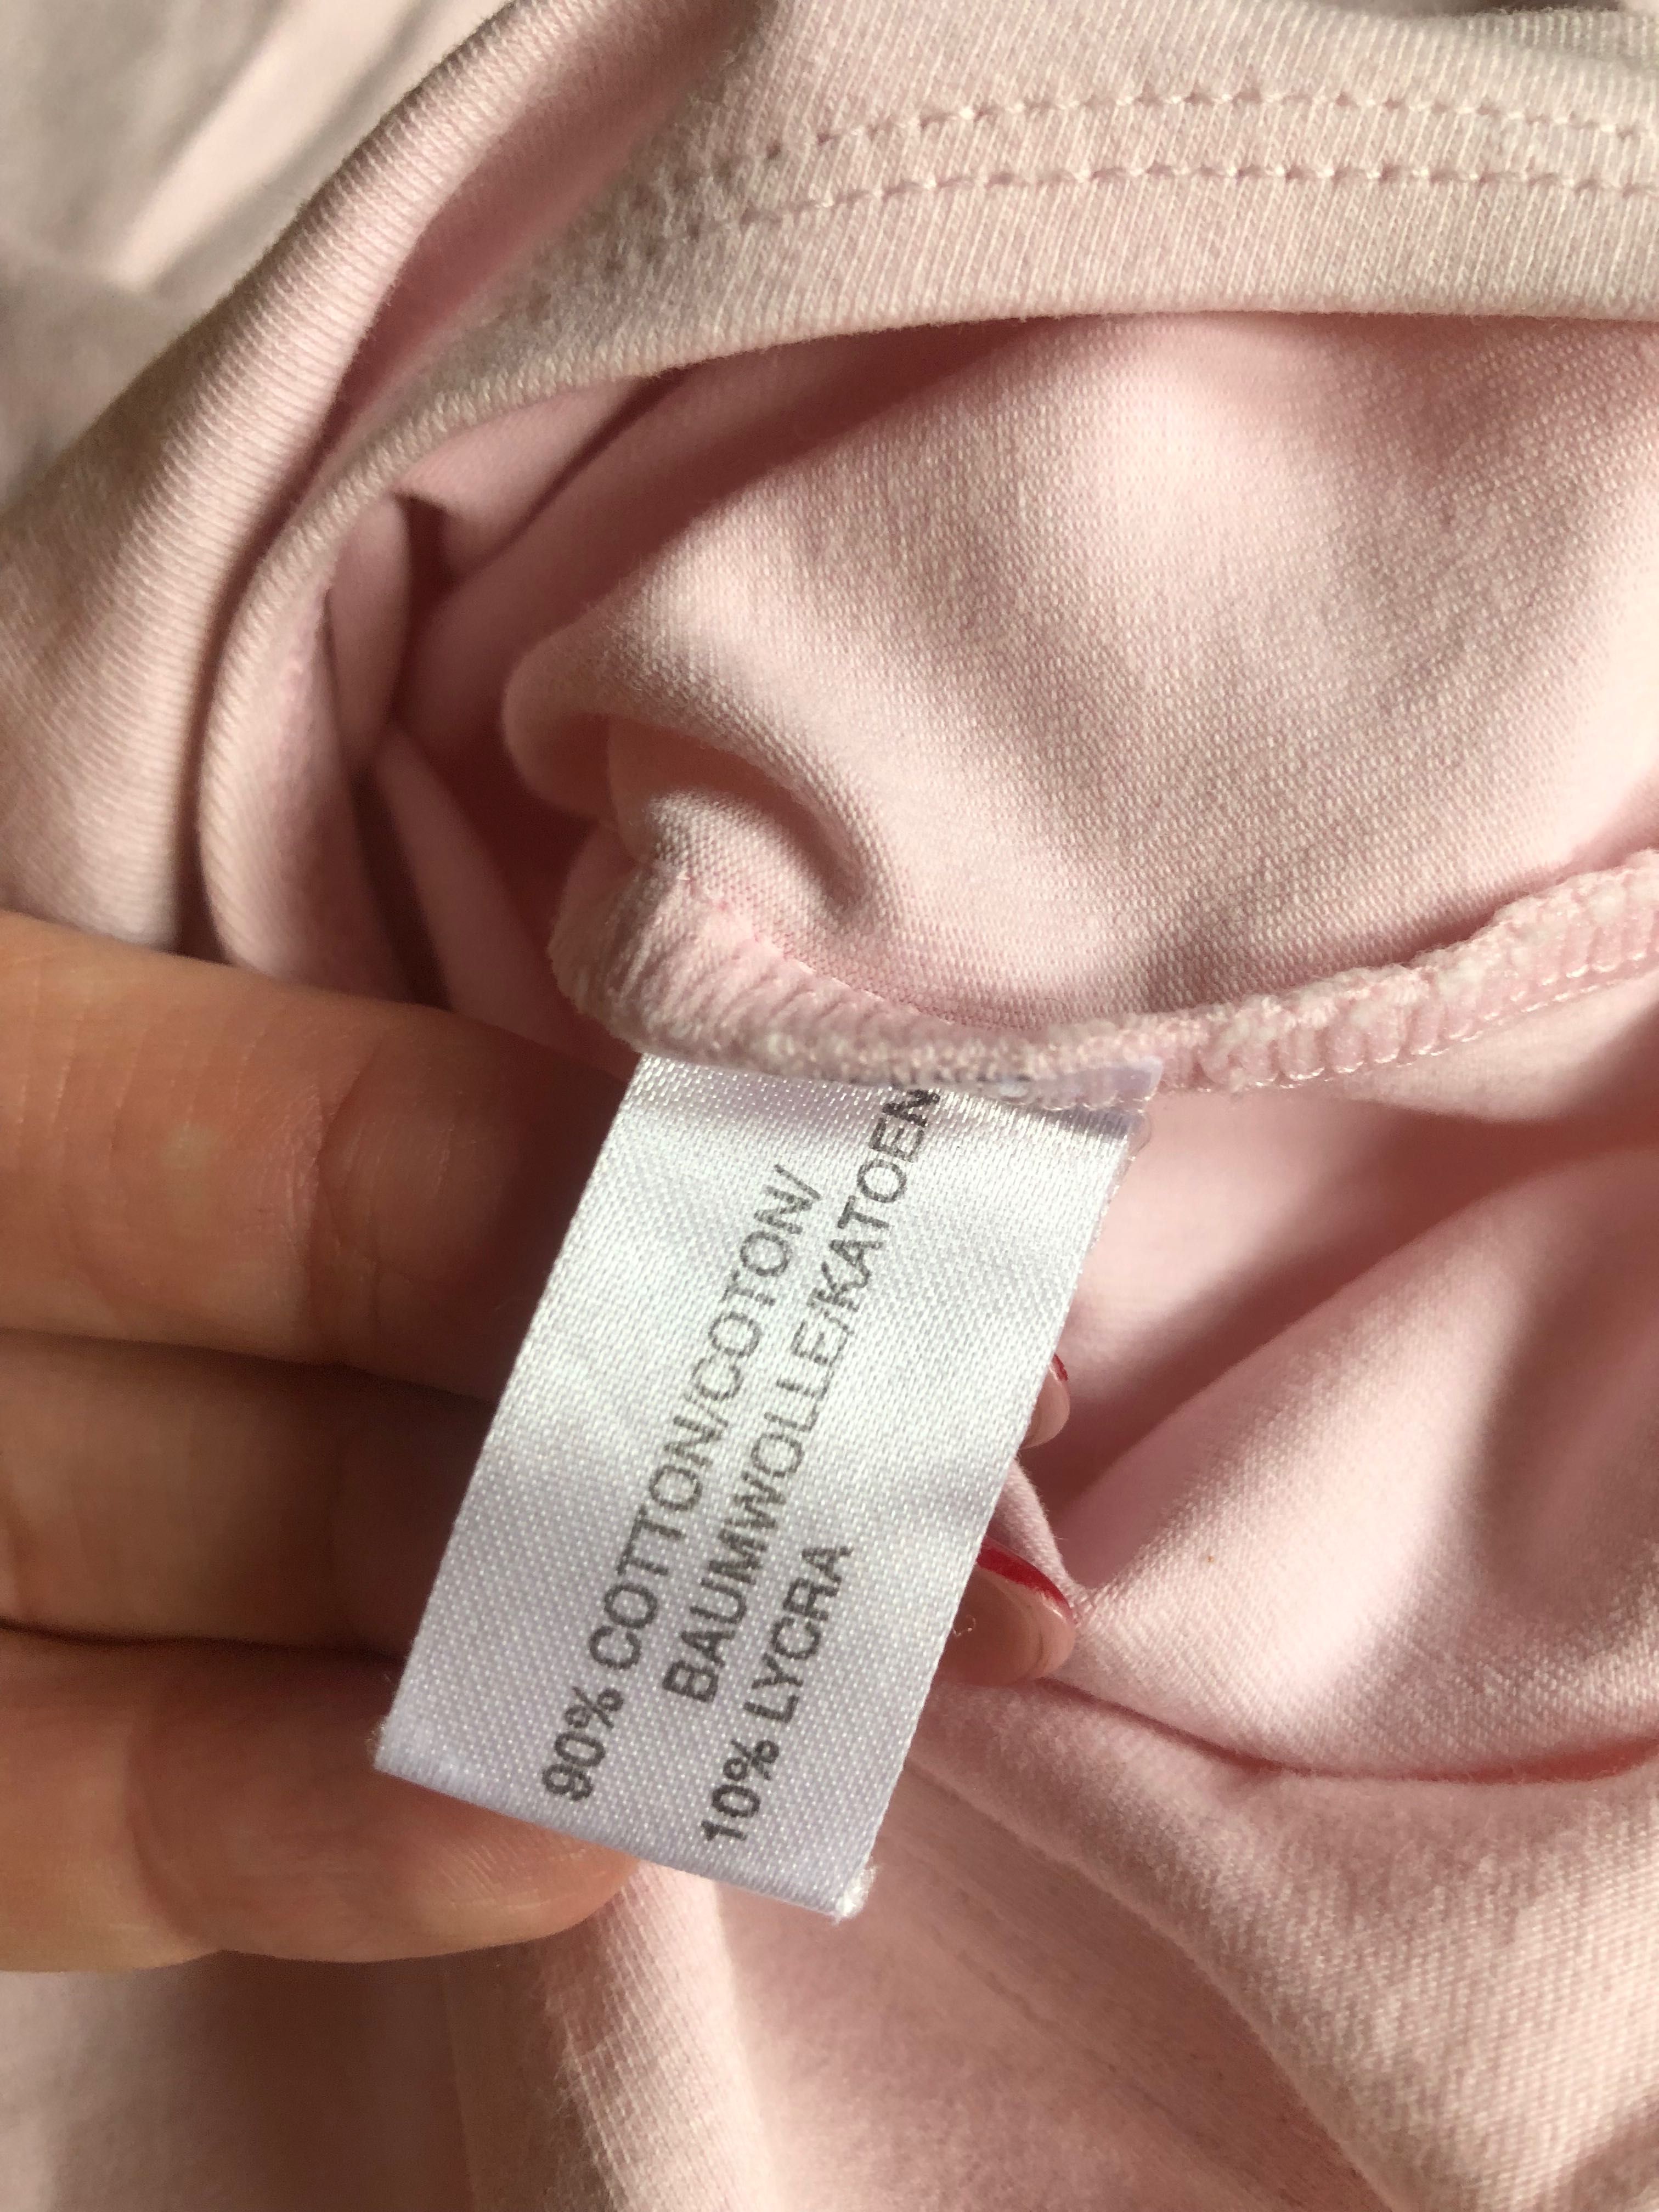 90% COTTON/COTON/
BAUMWOLLE/KATOEN
10% LYCRA